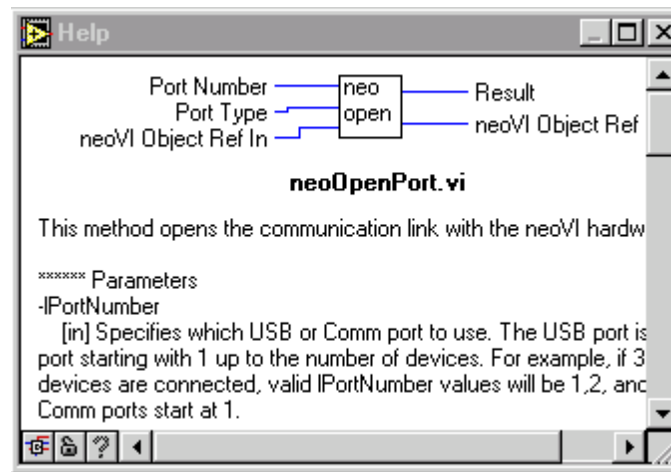 Help
Port Number
neo
Result
Port Type
open
neoVI Object Ref In
neoVI Object Ref
neoOpenPort.vi
This method opens the communication link with the neoVI hardw
****** Parameters
-lPortNumber
[in] Specifies which USB or Comm port to use. The USB port is
port starting with 1 up to the number of devices. For example, if 3
devices are connected, valid lPortNumber values will be 1,2, and
Comm ports start at 1.
?